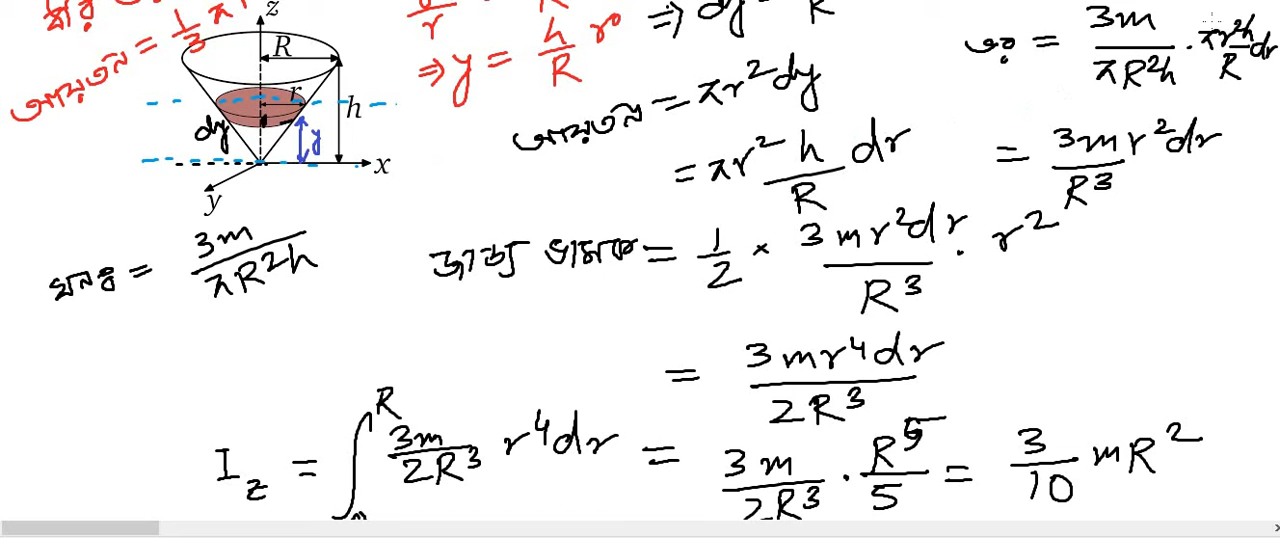 আয়তন = 1/3 π
y = h/R r
আয়তন = πr²dy
= πr² h/R dr
ভর = 3m/πR²h · πr²h/R dr
= 3mr²dr/R³
z
R
r
h
dy
y
x
y
ঘনত্ব = 3m/πR²h
জড়তার ভ্রামক = 1/2 × 3mr²dr/R³ · r²
= 3mr⁴dr/2R³
I_z = ∫ R 3m/2R³ r⁴dr = 3m/2R³ · R⁵/5 = 3/10 mR²